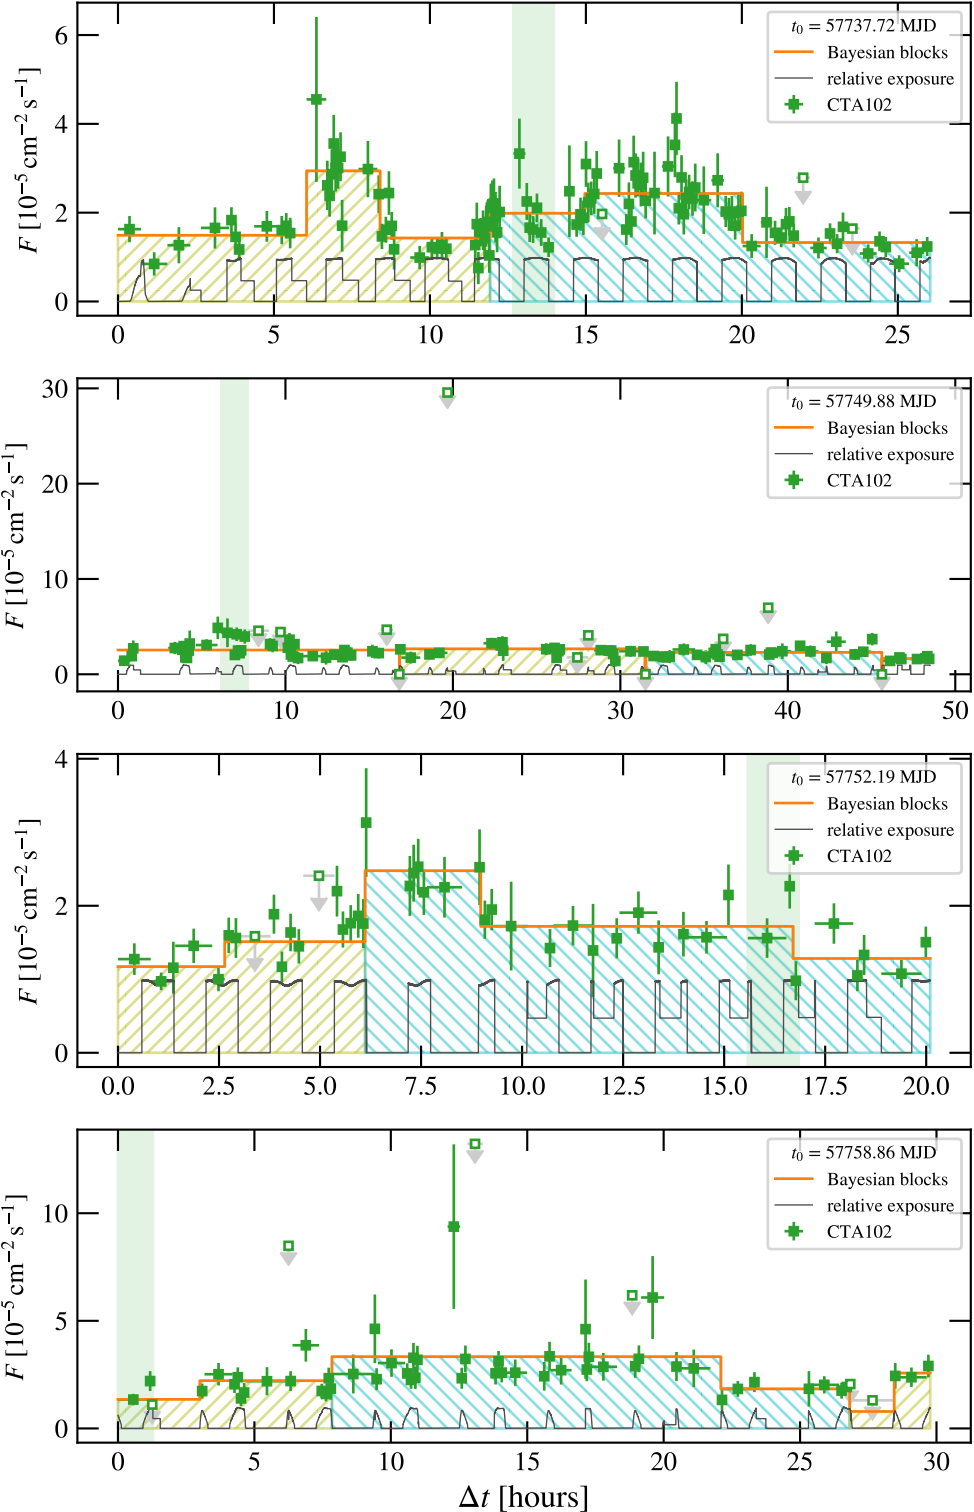 t₀ = 57737.72 MJD
Bayesian blocks
relative exposure
CTA102
F [10⁻⁵ cm⁻² s⁻¹]
6
4
2
0
0 5 10 15 20 25
t₀ = 57749.88 MJD
Bayesian blocks
relative exposure
CTA102
F [10⁻⁵ cm⁻² s⁻¹]
30
20
10
0
0 10 20 30 40 50
t₀ = 57752.19 MJD
Bayesian blocks
relative exposure
CTA102
F [10⁻⁵ cm⁻² s⁻¹]
4
2
0
0.0 2.5 5.0 7.5 10.0 12.5 15.0 17.5 20.0
t₀ = 57758.86 MJD
Bayesian blocks
relative exposure
CTA102
F [10⁻⁵ cm⁻² s⁻¹]
10
5
0
0 5 10 15 20 25 30
Δt [hours]